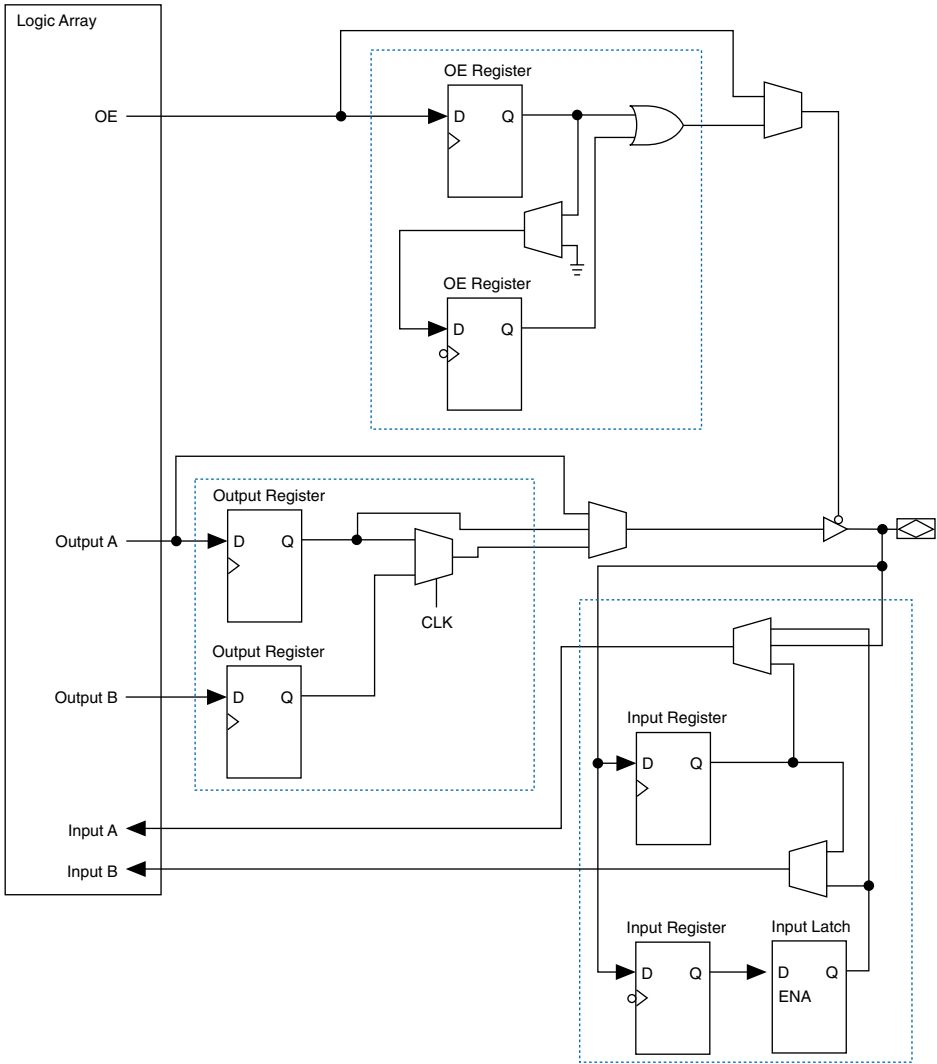 Logic Array
OE Register
OE
D Q
OE Register
D Q
Output Register
Output A
D Q
CLK
Output Register
Output B
D Q
Input Register
D Q
Input A
Input B
Input Register
Input Latch
D Q
D Q
ENA